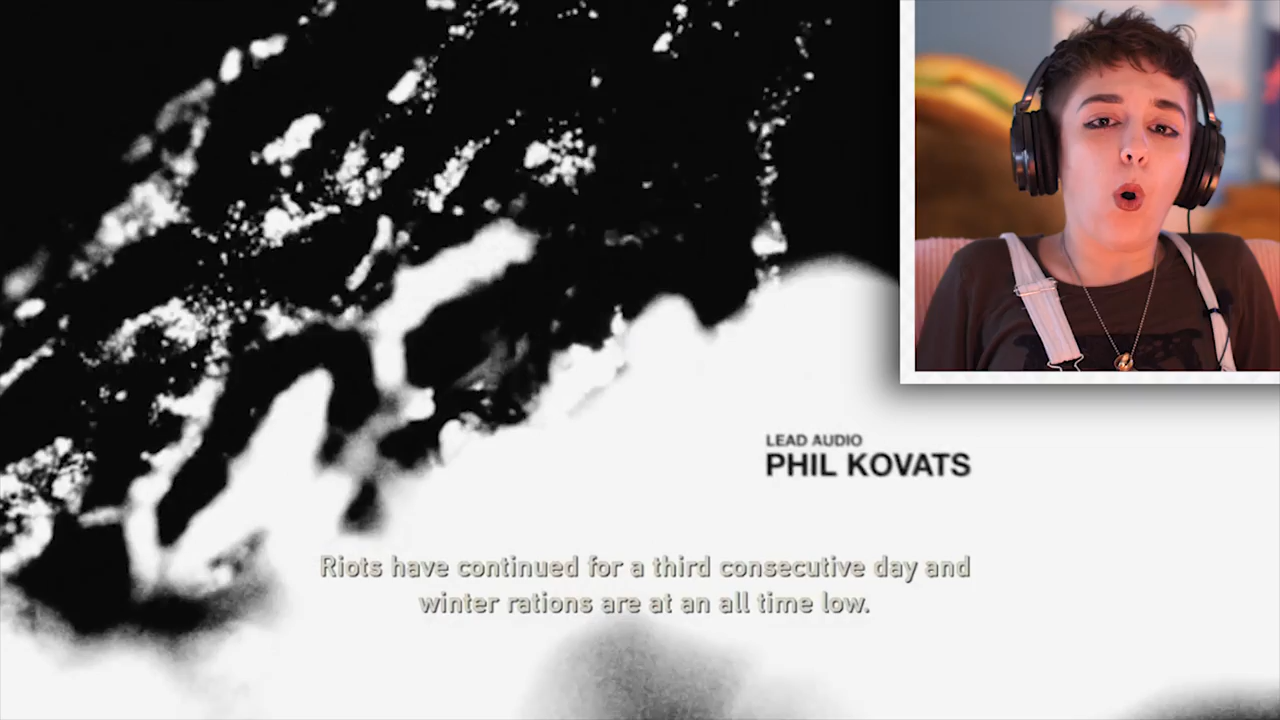 LEAD AUDIO
PHIL KOVATS
Riots have continued for a third consecutive day and
winter rations are at an all time low.